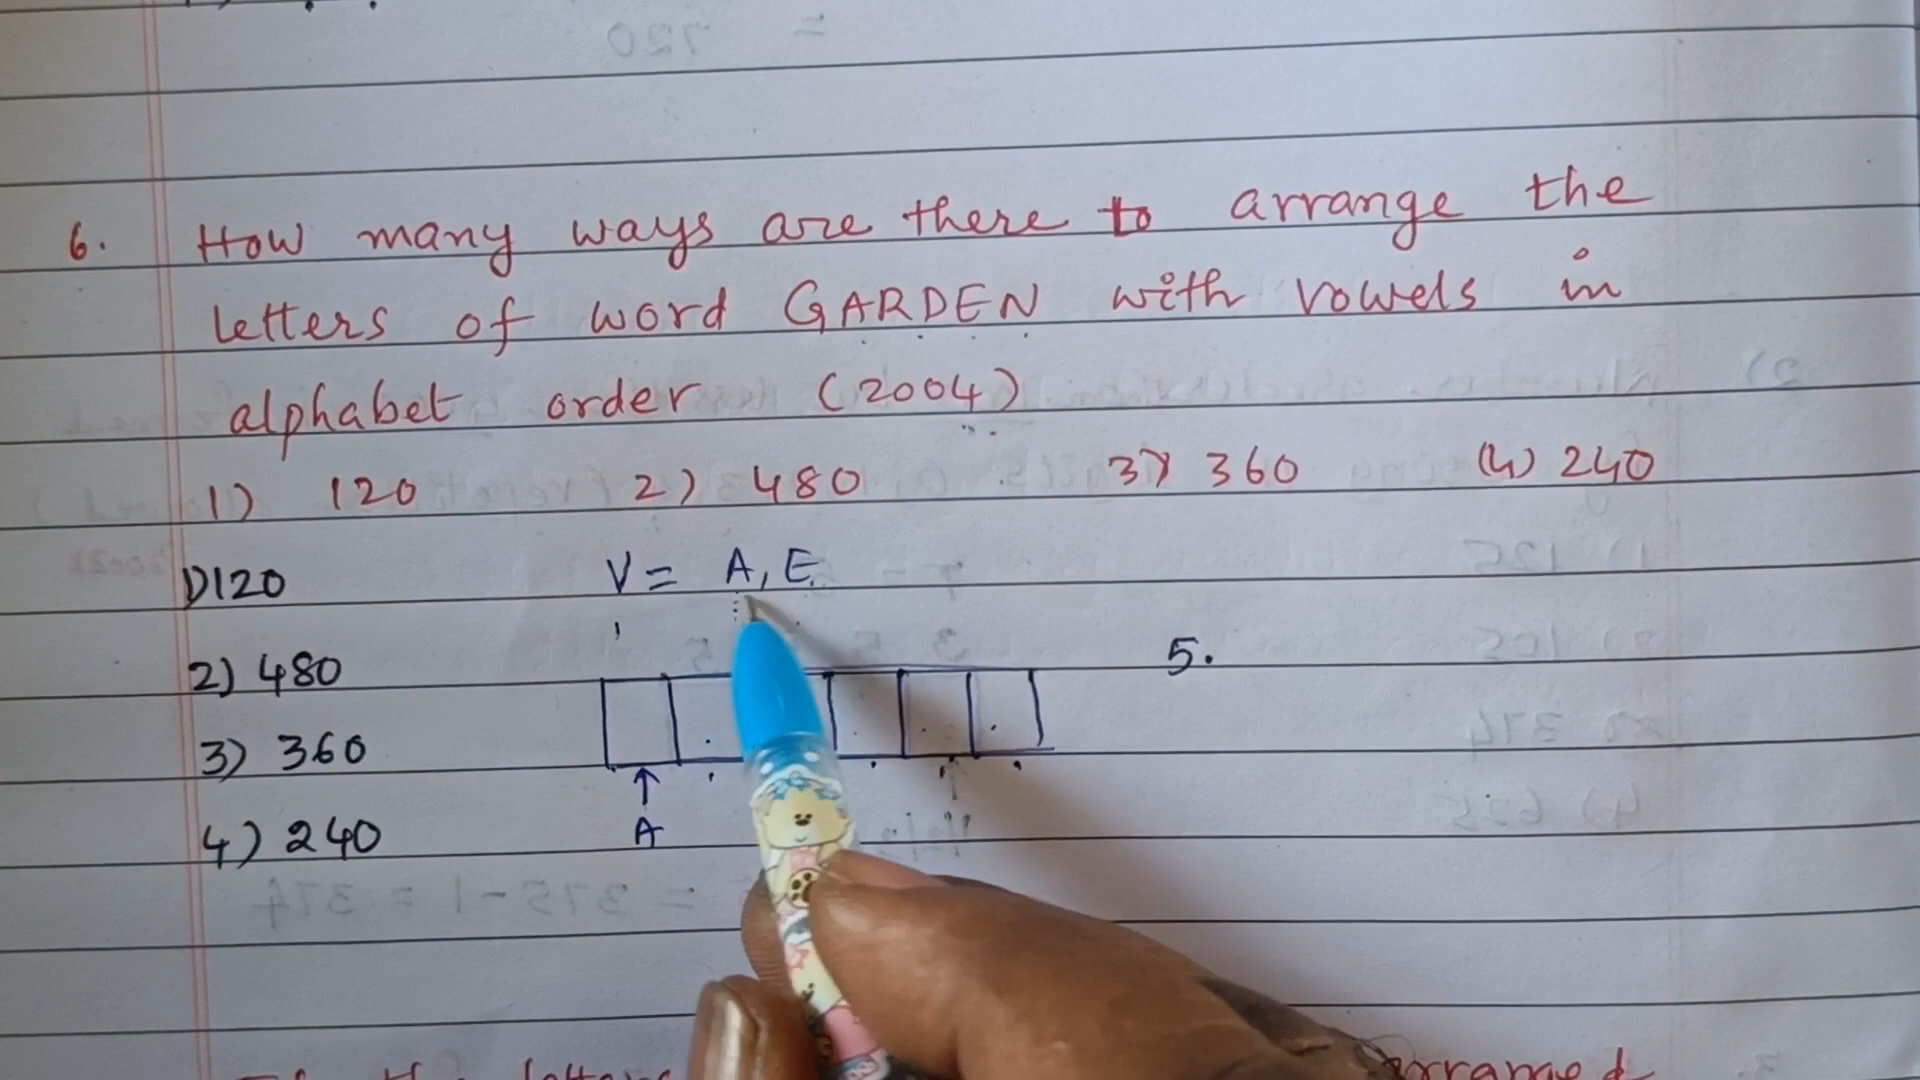 6. How many ways are there to arrange the
letters of word GARDEN with vowels in
alphabet order (2004)
1) 120 2) 480 3) 360 (4) 240
1) 120 V = A, E
2) 480 5.
3) 360
4) 240 A
arranged